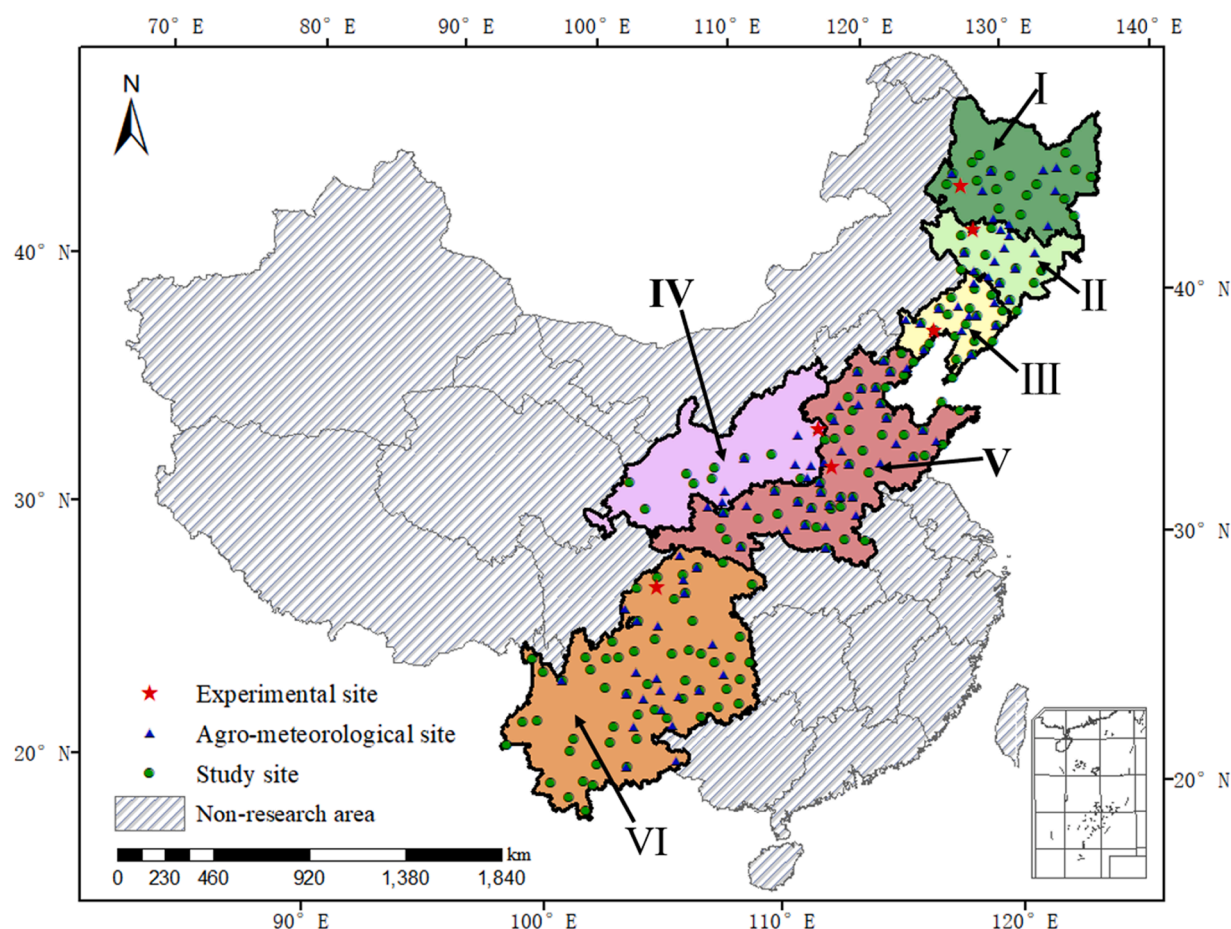 70° E 80° E 90° E 100° E 110° E 120° E 130° E 140° E
N
I
40° N
40° N
IV
II
III
V
30° N
30° N
Experimental site
Agro-meteorological site
Study site
Non-research area
20° N
20° N
VI
km
0 230 460 920 1,380 1,840
90° E 100° E 110° E 120° E